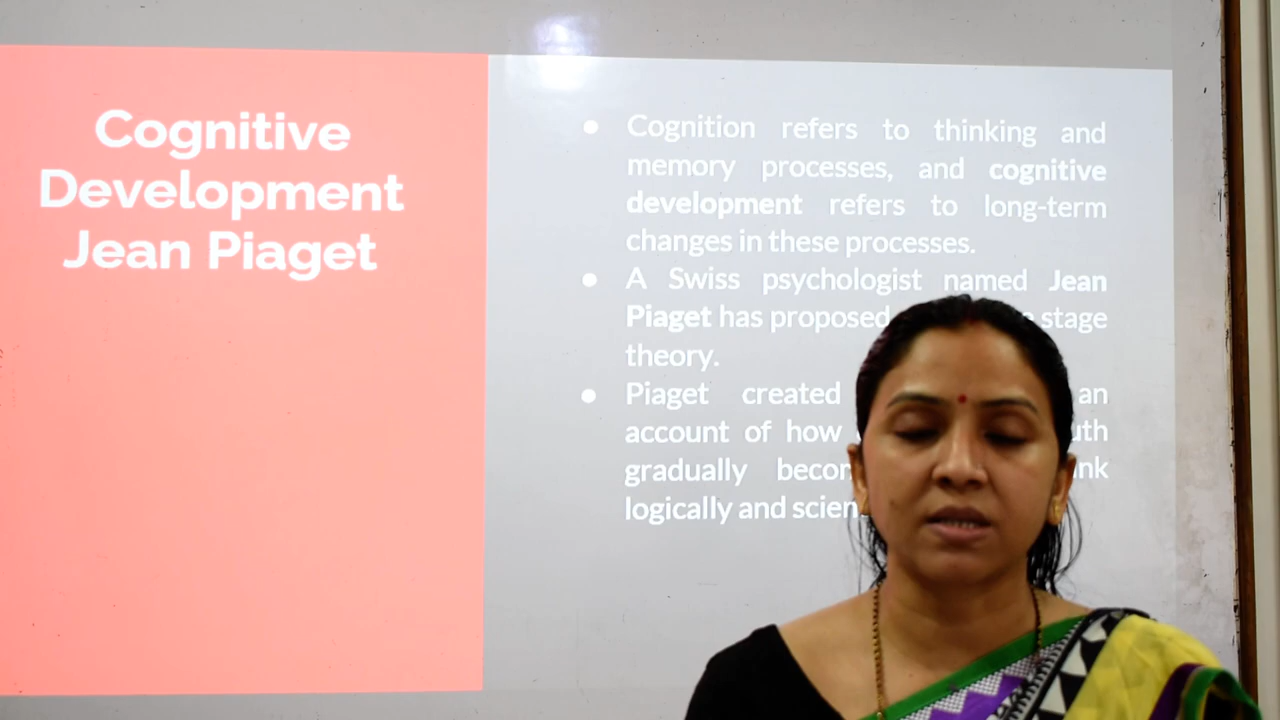 Cognitive
Development
Jean Piaget
● Cognition refers to thinking and
memory processes, and cognitive
development refers to long-term
changes in these processes.
● A Swiss psychologist named Jean
Piaget has proposed stage
theory.
● Piaget created an
account of how
gradually
logically and